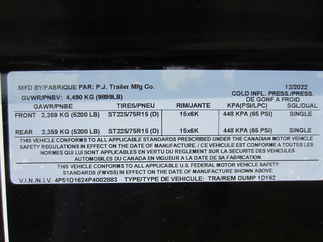 MFD BY/FABRIQUE PAR: P.J. Trailer Mfg Co. 12/2022
GVWR/PNBV: 4,490 KG (9899LB) COLD INFL. PRESS./PRESS. DE GONF A FROID
GAWR/PNBE TIRES/PNEU RIM/JANTE KPA(PSI/LPC) SGL/DUAL
FRONT 2,359 KG (5200 LB) ST225/75R15 (D) 15x6K 448 KPA (65 PSI) SINGLE
REAR 2,359 KG (5200 LB) ST225/75R15 (D) 15x6K 448 KPA (65 PSI) SINGLE
THIS VEHICLE CONFORMS TO ALL APPLICABLE STANDARDS PRESCRIBED UNDER THE CANADIAN MOTOR VEHICLE
SAFETY REGULATIONS IN EFFECT ON THE DATE OF MANUFACTURE. / CE VEHICULE EST CONFORME A TOUTES LES
NORMES QUI LUI SONT APPLICABLES EN VERTU DU REGLEMENT SUR LA SECURITE DES VEHICULES
AUTOMOBILES DU CANADA EN VIGUEUR A LA DATE DE SA FABRICATION.
THIS VEHICLE CONFORMS TO ALL APPLICABLE U.S. FEDERAL MOTOR VEHICLE SAFETY
STANDARDS (FMVSS) IN EFFECT ON THE DATE OF MANUFACTURE SHOWN ABOVE.
V.I.N./N.I.V. 4P51D1624P4002883 TYPE/TYPE DE VEHICULE: TRA/REM DUMP 1D162